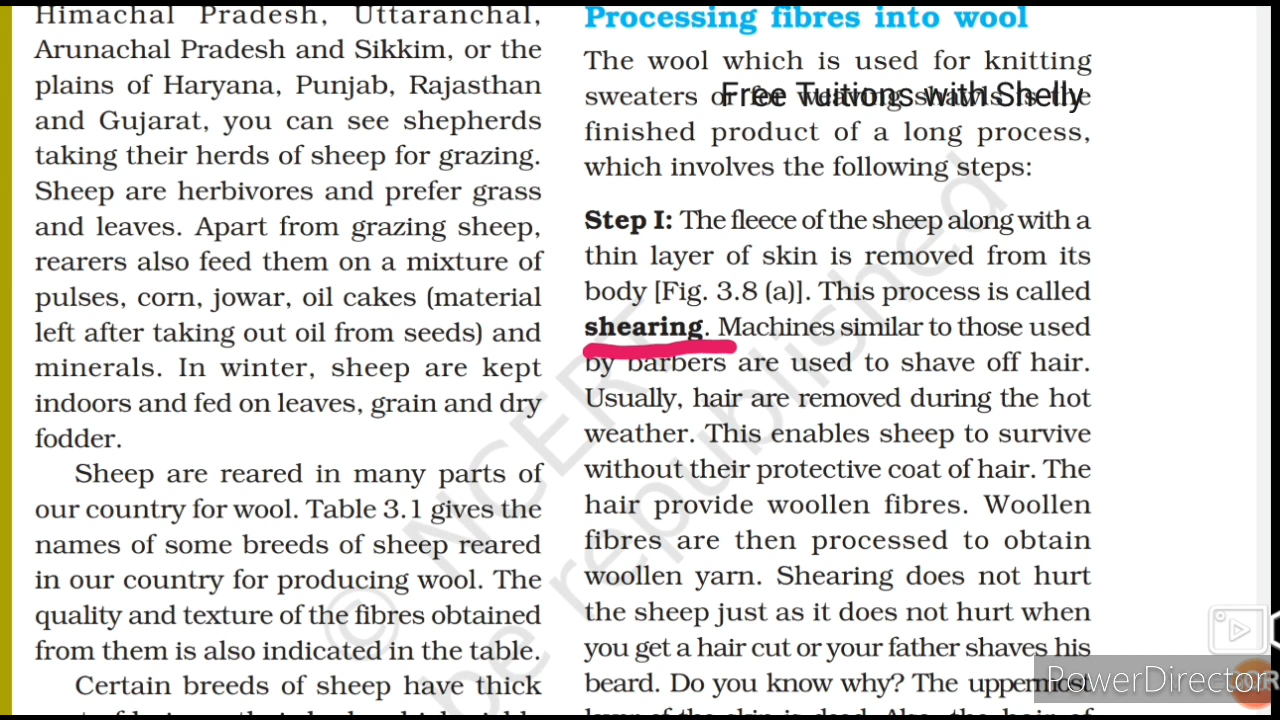 Himachal Pradesh, Uttaranchal,
Arunachal Pradesh and Sikkim, or the
plains of Haryana, Punjab, Rajasthan
and Gujarat, you can see shepherds
taking their herds of sheep for grazing.
Sheep are herbivores and prefer grass
and leaves. Apart from grazing sheep,
rearers also feed them on a mixture of
pulses, corn, jowar, oil cakes (material
left after taking out oil from seeds) and
minerals. In winter, sheep are kept
indoors and fed on leaves, grain and dry
fodder.
Sheep are reared in many parts of
our country for wool. Table 3.1 gives the
names of some breeds of sheep reared
in our country for producing wool. The
quality and texture of the fibres obtained
from them is also indicated in the table.
Certain breeds of sheep have thick
Processing fibres into wool
The wool which is used for knitting
sweaters or for weaving shawls is the
Free Tuitions with Shelly
finished product of a long process,
which involves the following steps:
Step I: The fleece of the sheep along with a
thin layer of skin is removed from its
body [Fig. 3.8 (a)]. This process is called
shearing. Machines similar to those used
by barbers are used to shave off hair.
Usually, hair are removed during the hot
weather. This enables sheep to survive
without their protective coat of hair. The
hair provide woollen fibres. Woollen
fibres are then processed to obtain
woollen yarn. Shearing does not hurt
the sheep just as it does not hurt when
you get a hair cut or your father shaves his
beard. Do you know why? The uppermost
PowerDirector
© NCERT
be republished